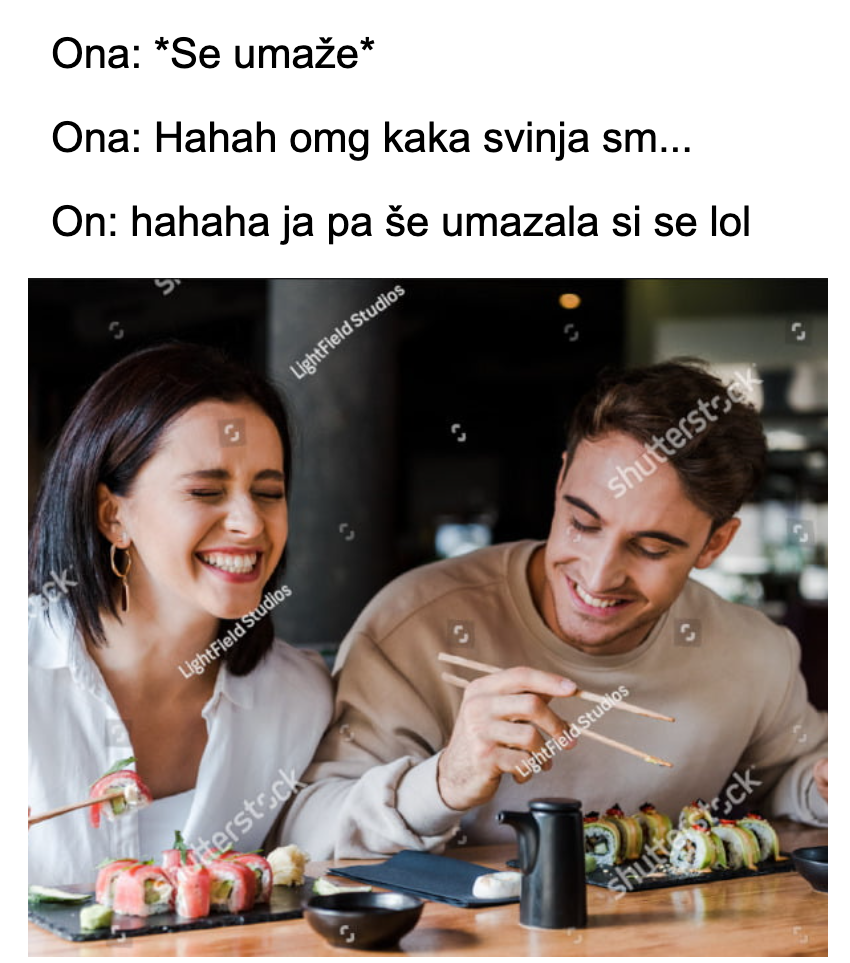 Ona: *Se umaže*
Ona: Hahah omg kaka svinja sm...
On: hahaha ja pa še umazala si se lol
LightField Studios
shutterstock
LightField Studios
LightField Studios
shutterstock
shutterstock